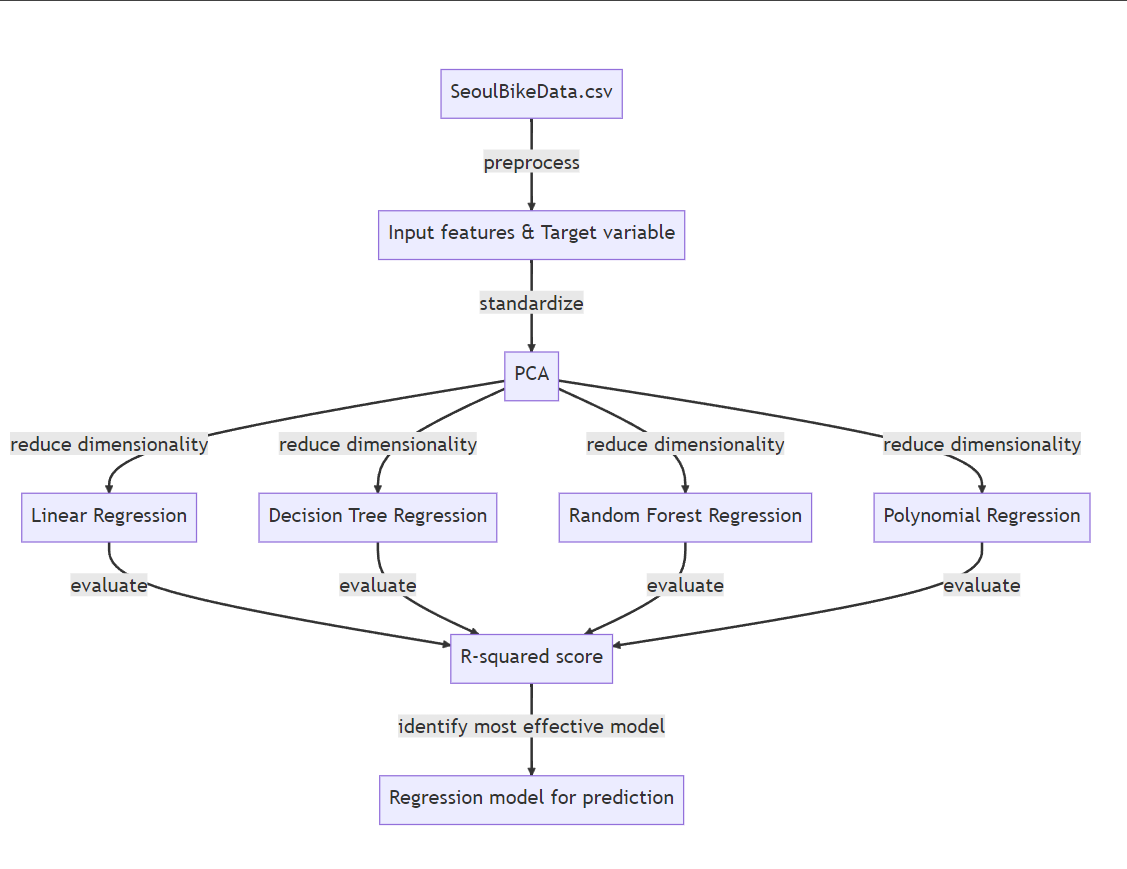 SeoulBikeData.csv
preprocess
Input features & Target variable
standardize
PCA
reduce dimensionality
reduce dimensionality
reduce dimensionality
reduce dimensionality
Linear Regression
Decision Tree Regression
Random Forest Regression
Polynomial Regression
evaluate
evaluate
evaluate
evaluate
R-squared score
identify most effective model
Regression model for prediction